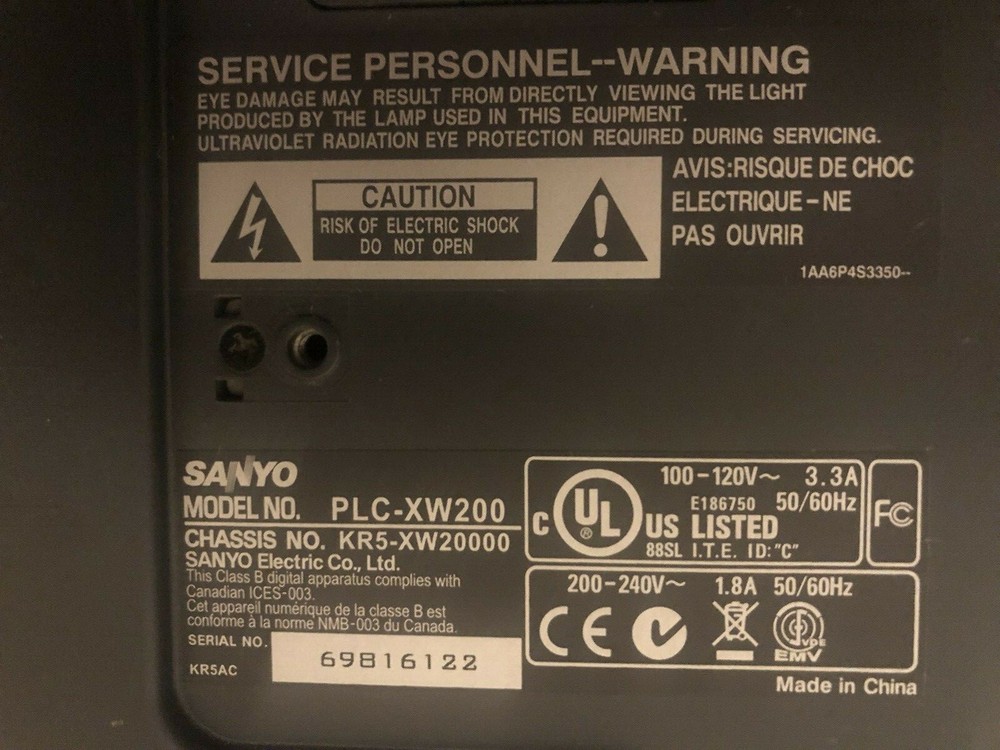 SERVICE PERSONNEL--WARNING
EYE DAMAGE MAY RESULT FROM DIRECTLY VIEWING THE LIGHT
PRODUCED BY THE LAMP USED IN THIS EQUIPMENT.
ULTRAVIOLET RADIATION EYE PROTECTION REQUIRED DURING SERVICING.
CAUTION
RISK OF ELECTRIC SHOCK
DO NOT OPEN
AVIS:RISQUE DE CHOC
ELECTRIQUE-NE
PAS OUVRIR
1AA6P4S3350--
SANYO
MODEL NO. PLC-XW200
CHASSIS NO. KR5-XW20000
SANYO Electric Co., Ltd.
This Class B digital apparatus complies with
Canadian ICES-003.
Cet appareil numérique de la classe B est
conforme à la norme NMB-003 du Canada.
SERIAL NO. 69816122
KR5AC
100-120V~ 3.3A
E186750 50/60Hz
C UL ® US LISTED
88SL I.T.E. ID:"C"
FC
200-240V~ 1.8A 50/60Hz
CE
VDE
EMV
Made in China